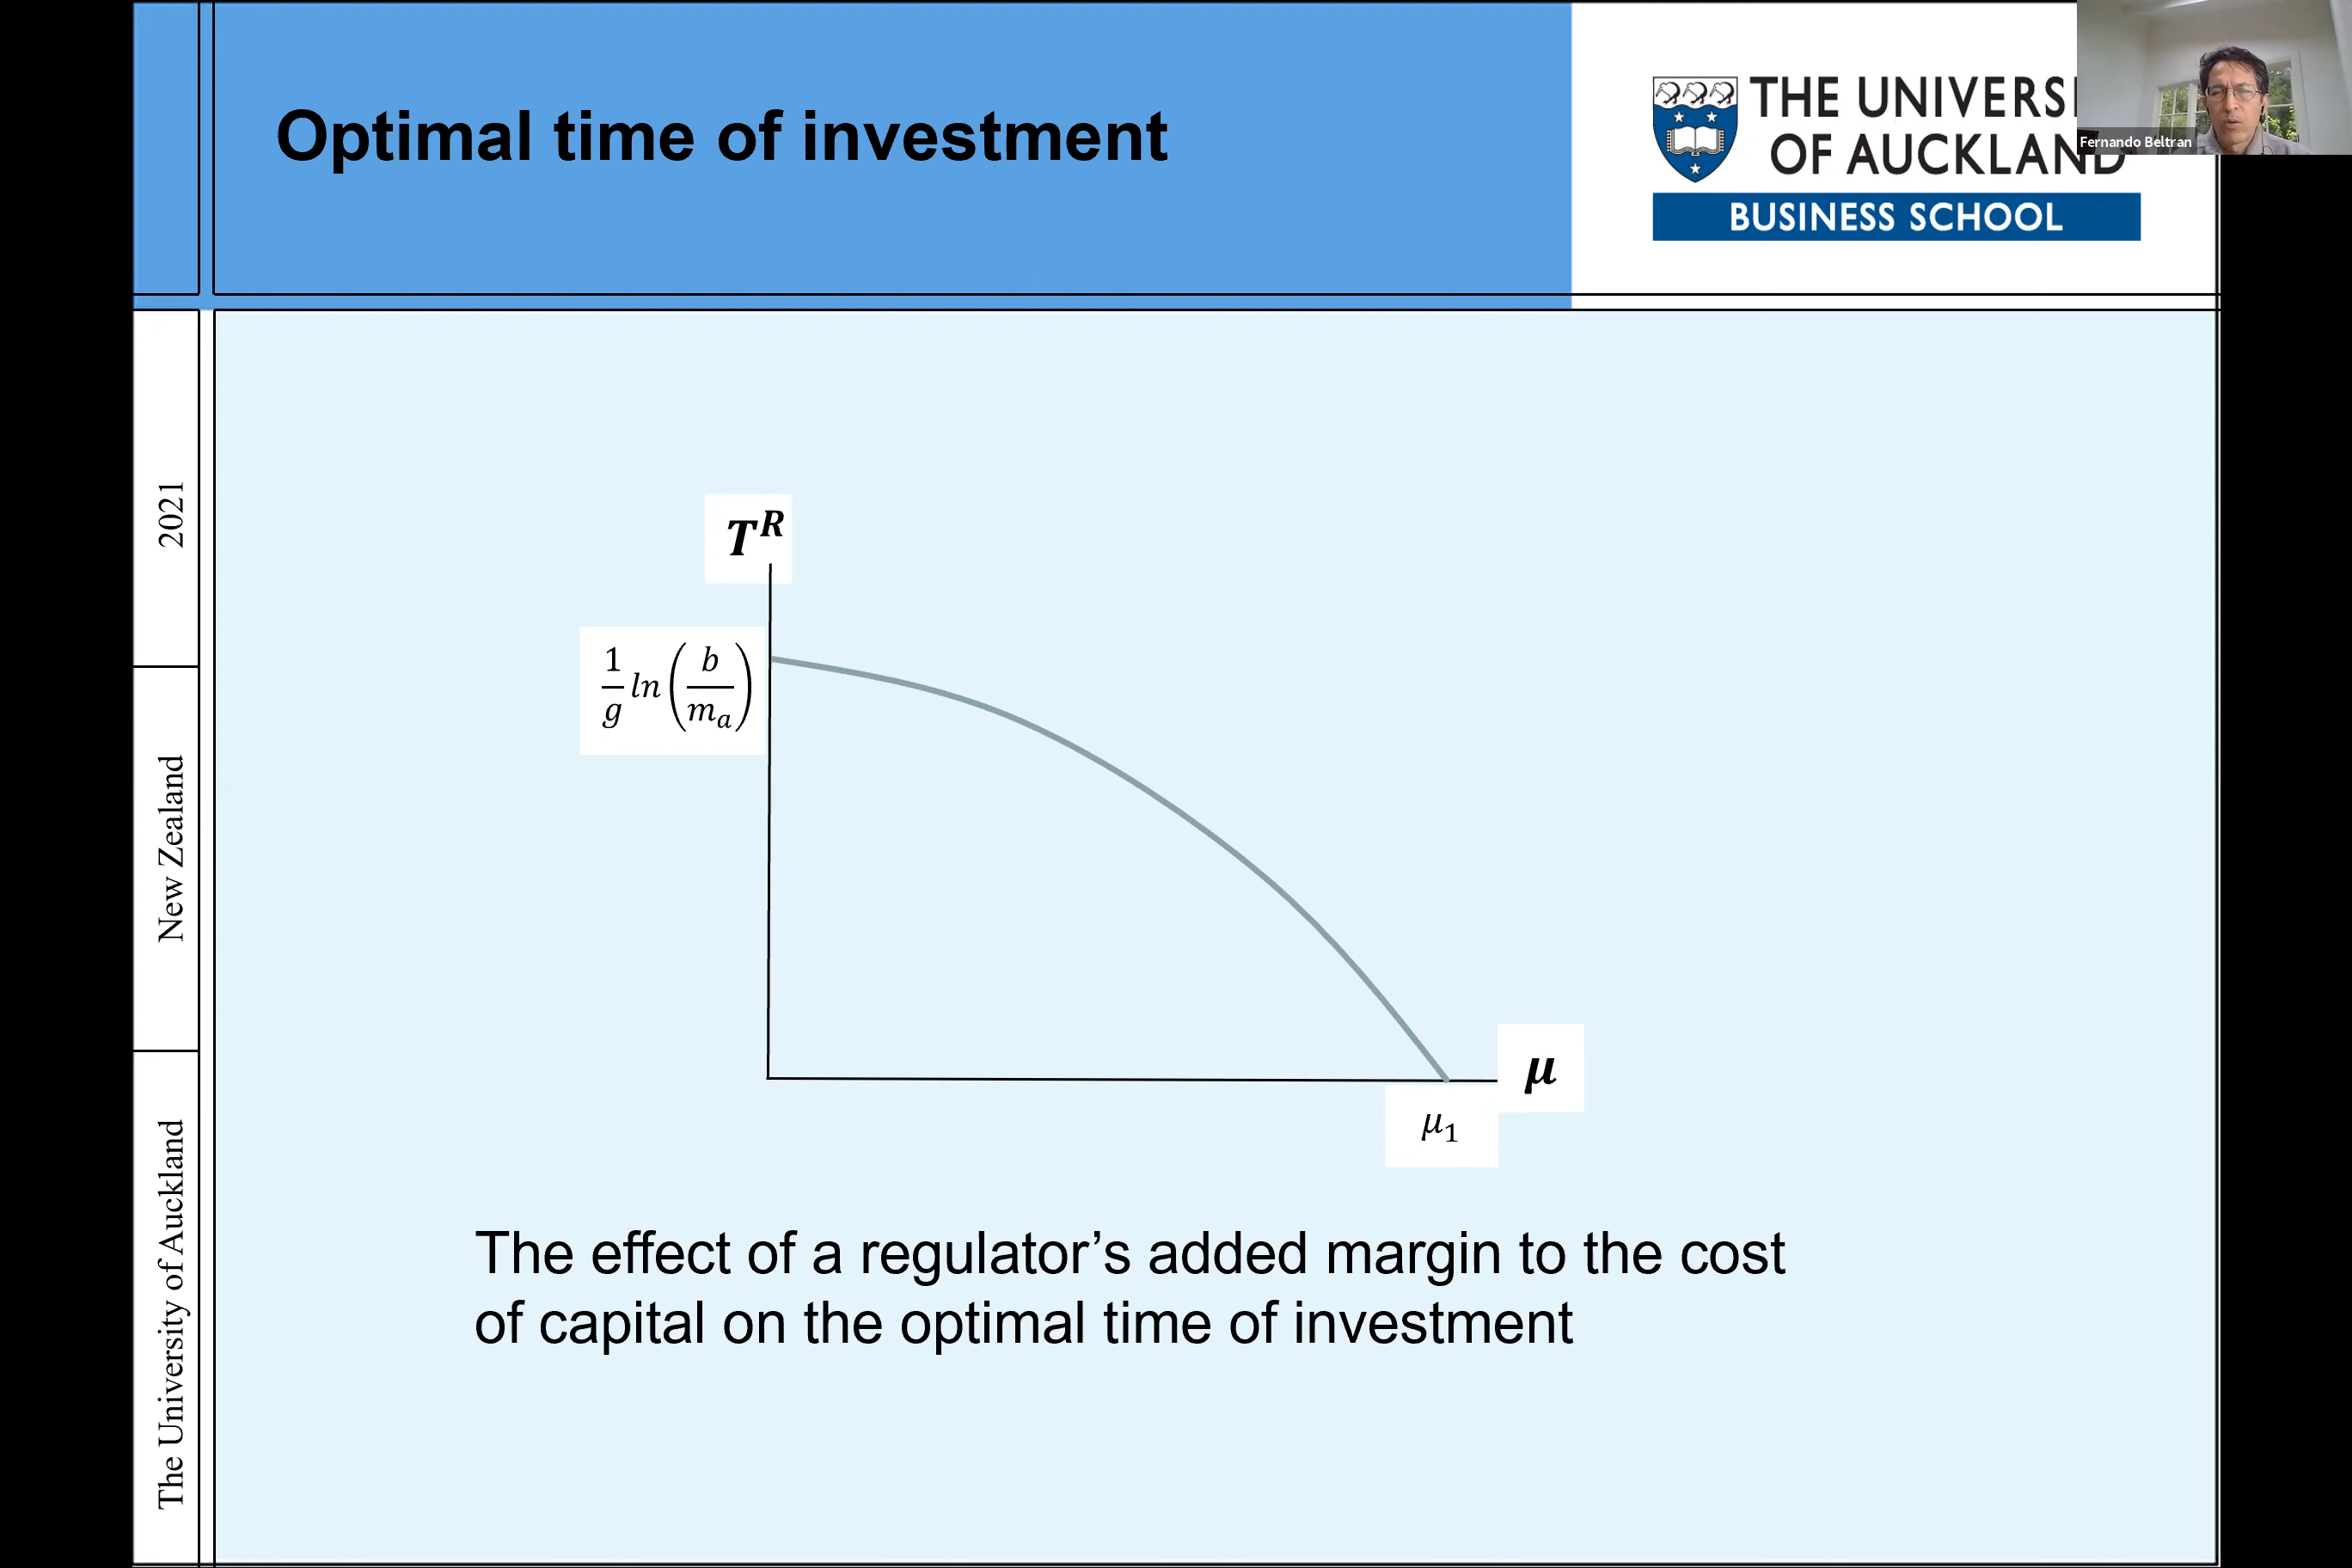 Optimal time of investment
THE UNIVERS
OF AUCKLAND
BUSINESS SCHOOL
Fernando Beltran
2021
New Zealand
The University of Auckland
T^R
1/g ln(b/m_a)
μ
μ₁
The effect of a regulator’s added margin to the cost
of capital on the optimal time of investment